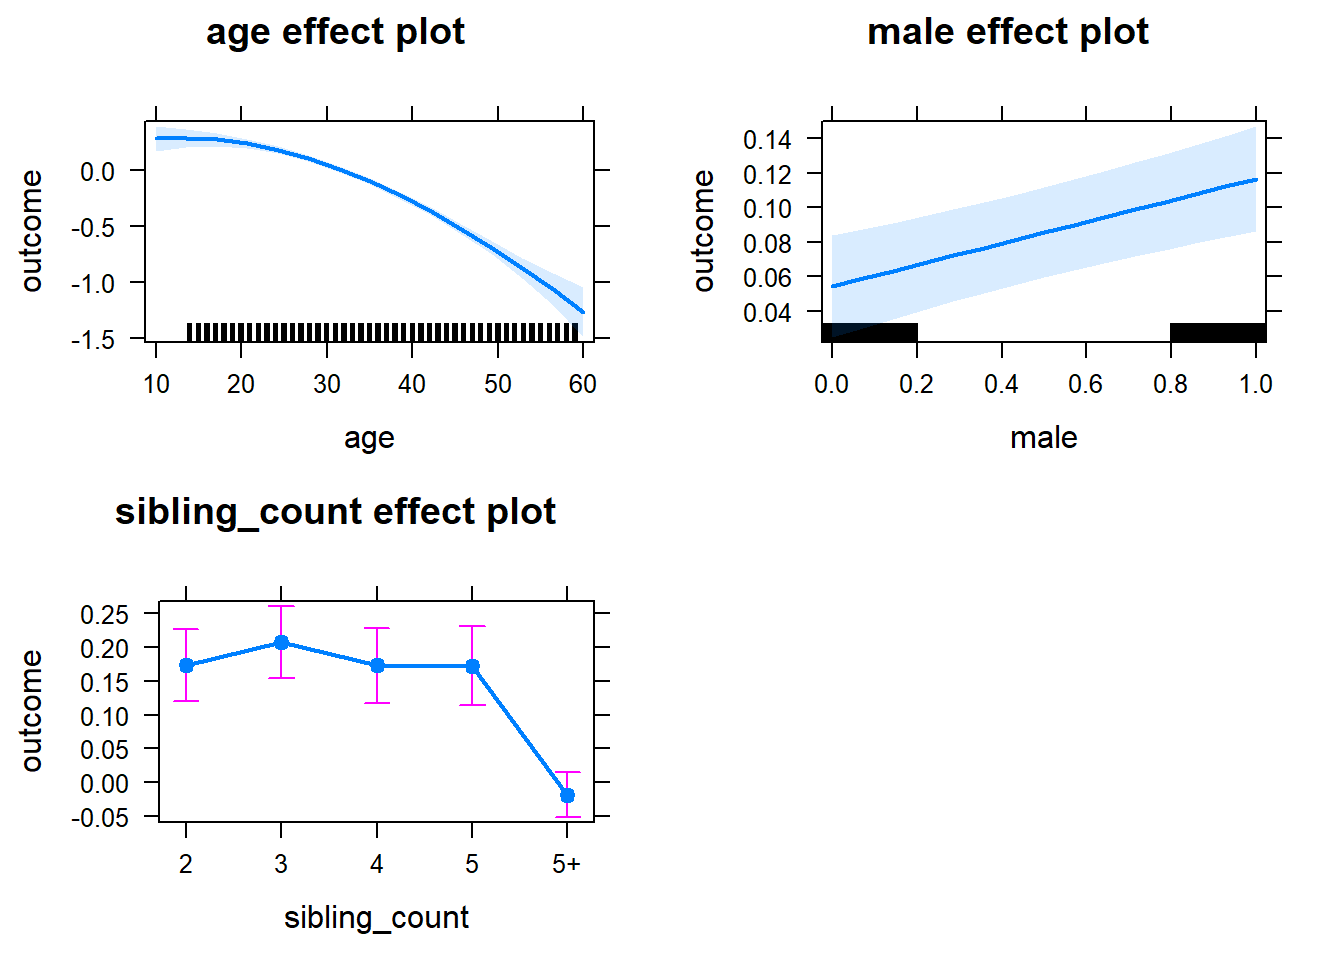 age effect plot
outcome
0.0
-0.5
-1.0
-1.5
10 20 30 40 50 60
age
male effect plot
outcome
0.14
0.12
0.10
0.08
0.06
0.04
0.0 0.2 0.4 0.6 0.8 1.0
male
sibling_count effect plot
outcome
0.25
0.20
0.15
0.10
0.05
0.00
-0.05
2 3 4 5 5+
sibling_count